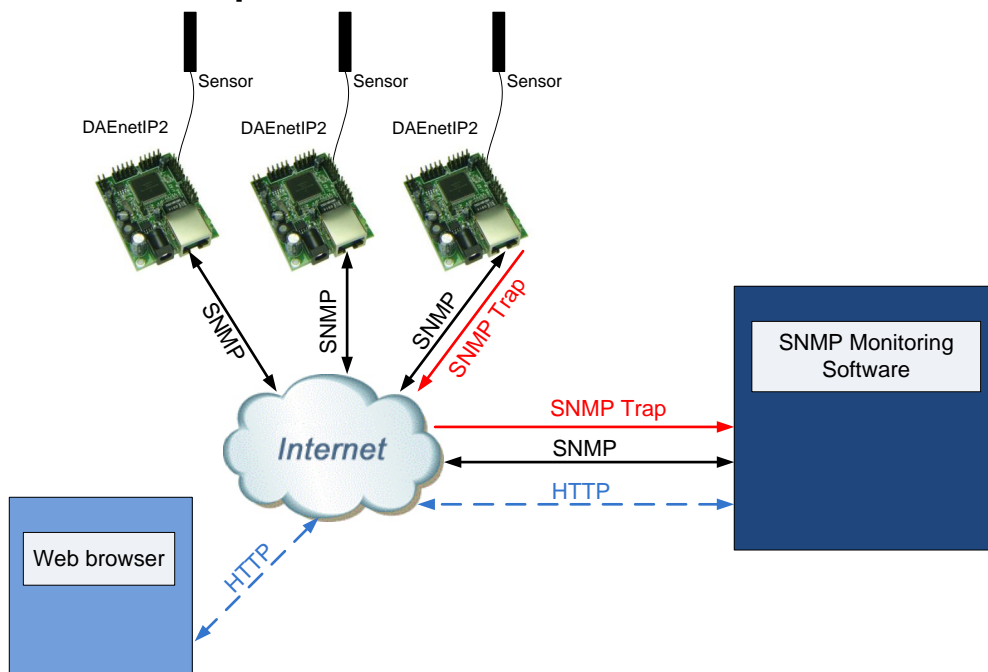 Sensor
Sensor
Sensor
DAEnetIP2
DAEnetIP2
DAEnetIP2
SNMP
SNMP
SNMP
SNMP Trap
SNMP Monitoring
Software
SNMP Trap
Internet
SNMP
HTTP
Web browser
HTTP